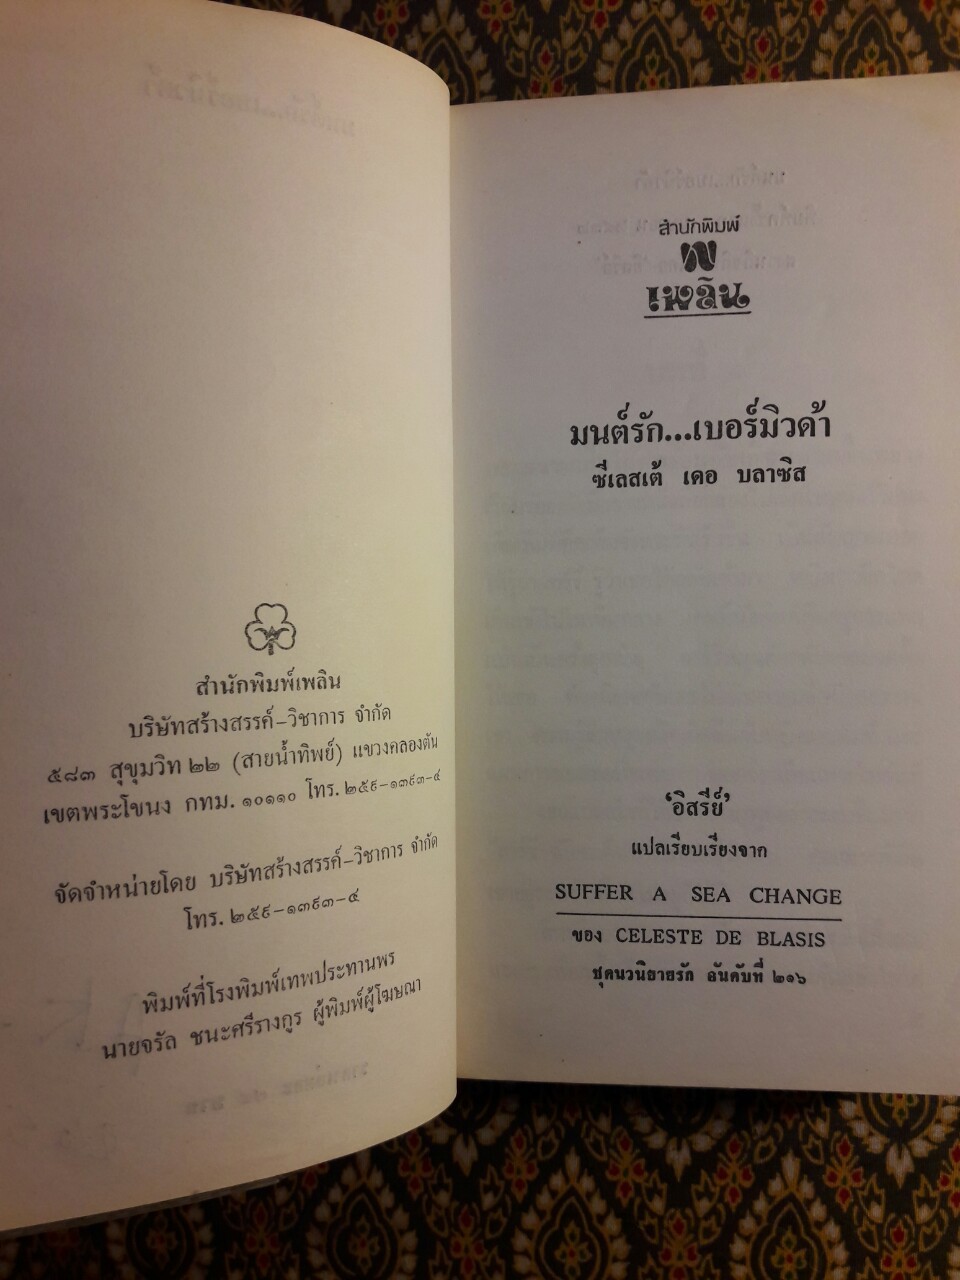 สำนักพิมพ์เพลิน
บริษัทสร้างสรรค์-วิชาการ จำกัด
๕๘๓ สุขุมวิท ๒๒ (สายน้ำทิพย์) แขวงคลองตัน
เขตพระโขนง กทม. ๑๐๑๑๐ โทร. ๒๕๙-๑๓๙๓-๔
จัดจำหน่ายโดย บริษัทสร้างสรรค์-วิชาการ จำกัด
โทร. ๒๕๙-๑๓๙๓-๔
พิมพ์ที่โรงพิมพ์เทพประทานพร
นายจรัล ชนะศรีรางกูร ผู้พิมพ์ผู้โฆษณา
สำนักพิมพ์
เพลิน
มนต์รัก...เบอร์มิวด้า
ซีเลสเต้ เดอ บลาซิส
'อิสรีย์'
แปลเรียบเรียงจาก
SUFFER A SEA CHANGE
ของ CELESTE DE BLASIS
ชุดนวนิยายรัก อันดับที่ ๒๑๖